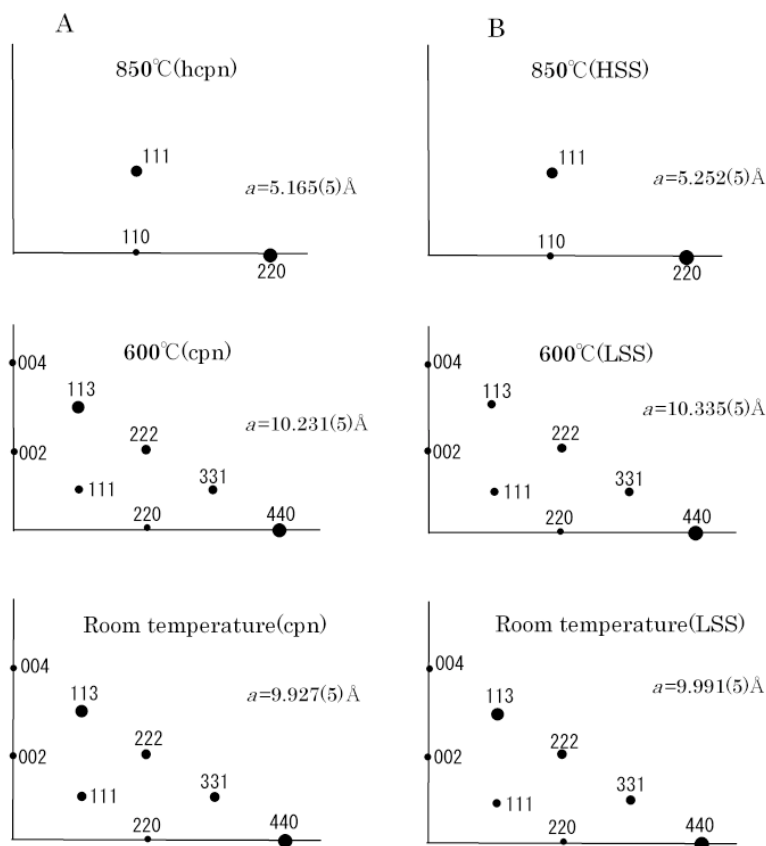 A
850℃(hcpn)
111
a=5.165(5)Å
110
220
600℃(cpn)
004
113
a=10.231(5)Å
222
002
331
111
220
440
Room temperature(cpn)
004
113
a=9.927(5)Å
222
002
331
111
220
440
B
850℃(HSS)
111
a=5.252(5)Å
110
220
600℃(LSS)
004
113
a=10.335(5)Å
222
002
331
111
220
440
Room temperature(LSS)
004
113
a=9.991(5)Å
222
002
331
111
220
440